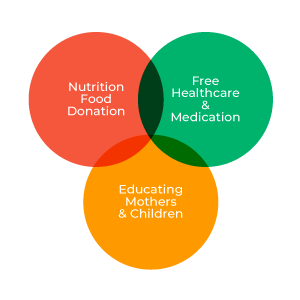 Nutrition
Food
Donation
Free
Healthcare
&
Medication
Educating
Mothers
& Children